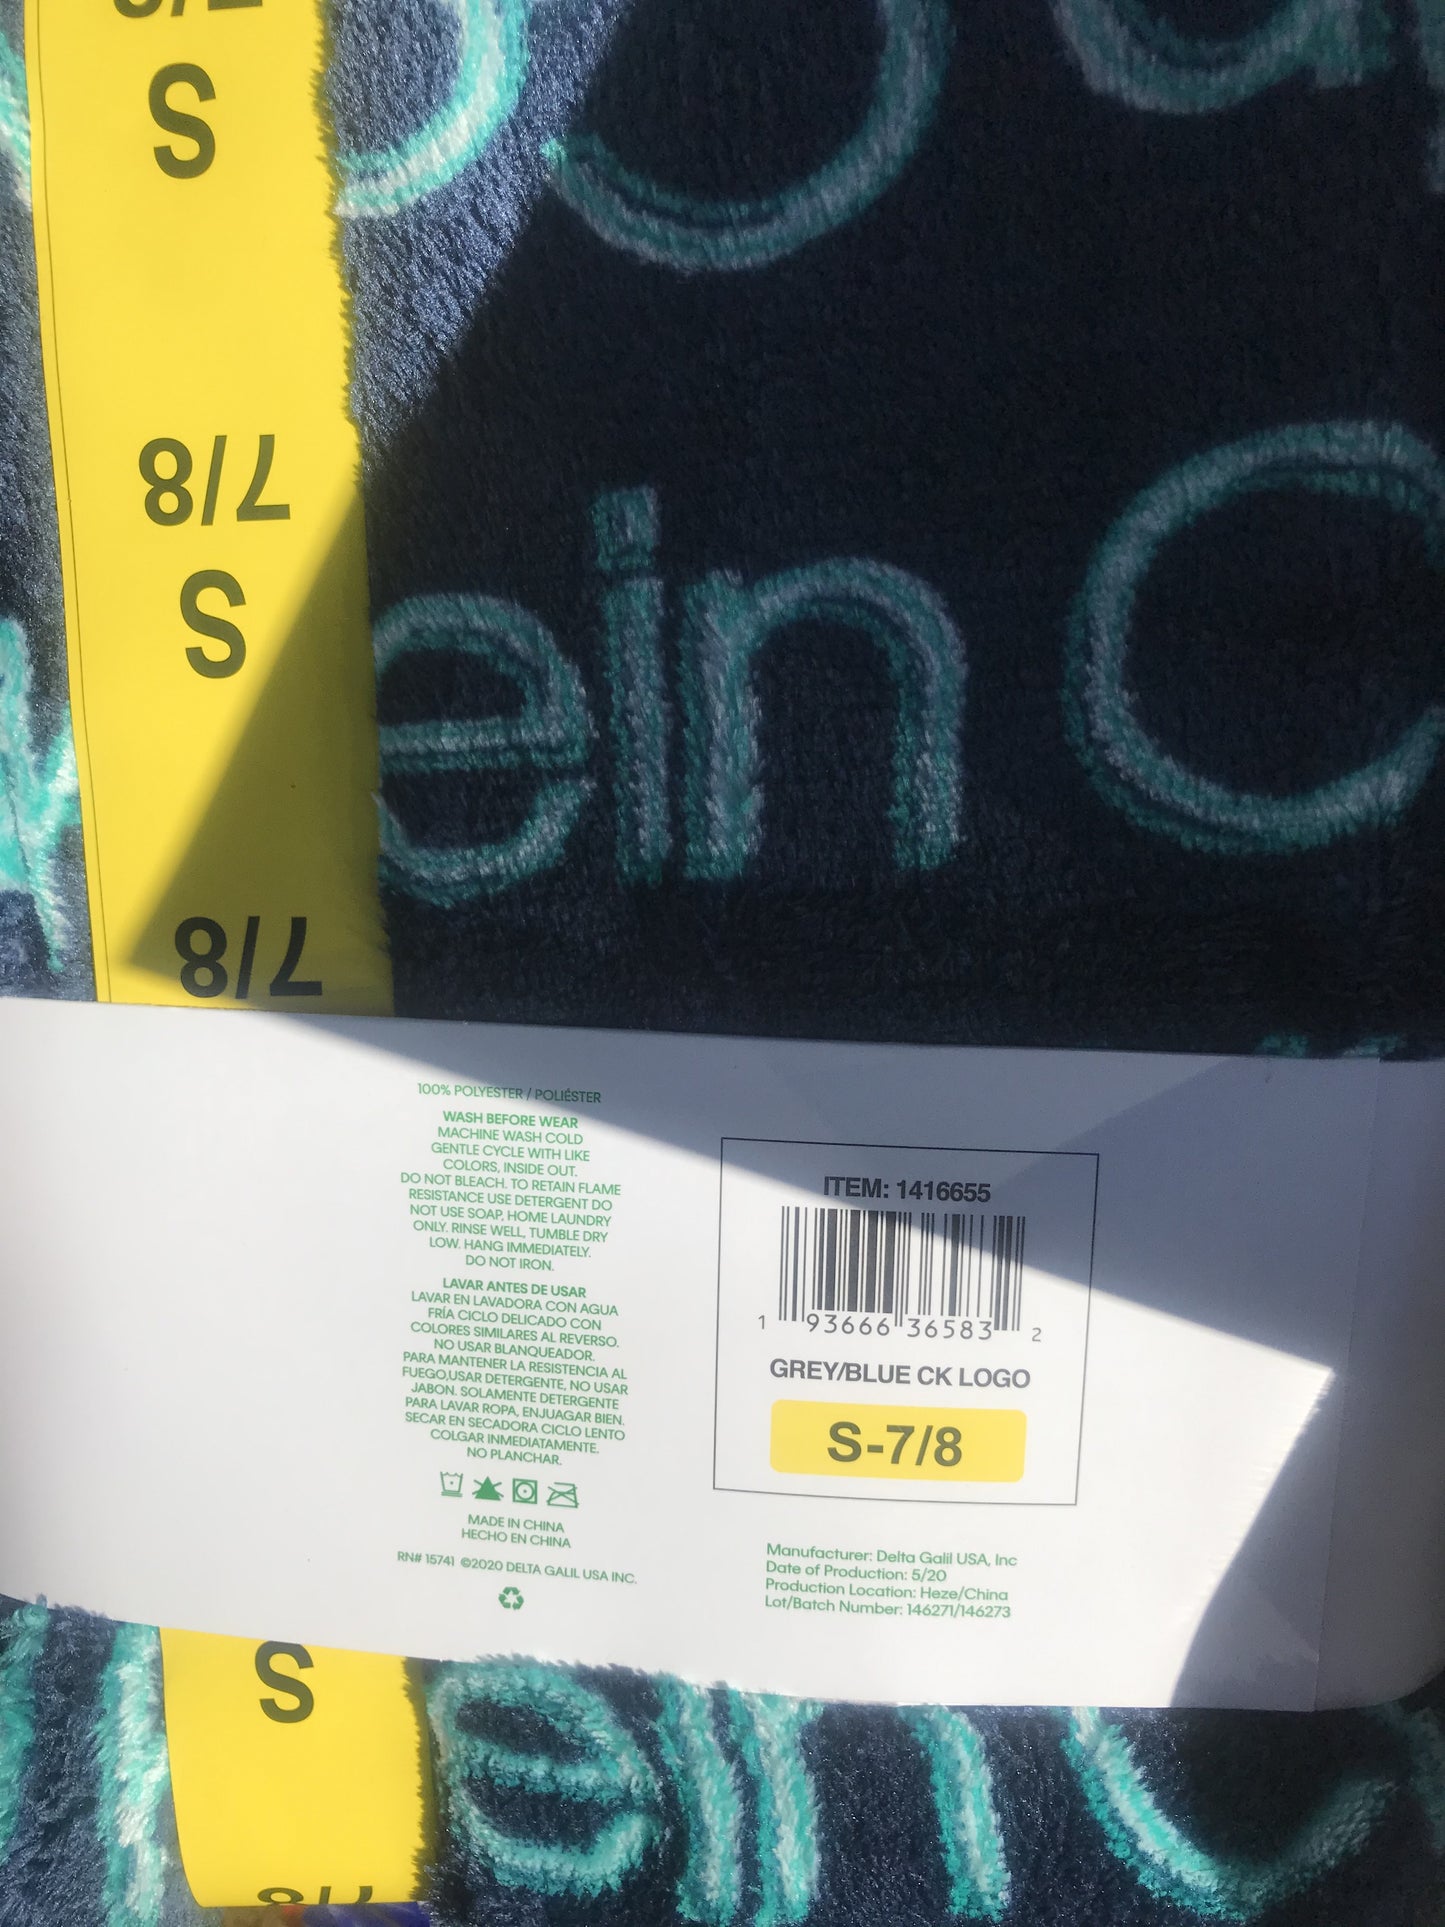 S
7/8
S
7/8
ein C
100% POLYESTER / POLIÉSTER
WASH BEFORE WEAR
MACHINE WASH COLD
GENTLE CYCLE WITH LIKE
COLORS, INSIDE OUT.
DO NOT BLEACH. TO RETAIN FLAME
RESISTANCE USE DETERGENT DO
NOT USE SOAP, HOME LAUNDRY
ONLY. RINSE WELL, TUMBLE DRY
LOW. HANG IMMEDIATELY.
DO NOT IRON.
LAVAR ANTES DE USAR
LAVAR EN LAVADORA CON AGUA
FRÍA CICLO DELICADO CON
COLORES SIMILARES AL REVERSO.
NO USAR BLANQUEADOR.
PARA MANTENER LA RESISTENCIA AL
FUEGO,USAR DETERGENTE, NO USAR
JABON. SOLAMENTE DETERGENTE
PARA LAVAR ROPA, ENJUAGAR BIEN.
SECAR EN SECADORA CICLO LENTO
COLGAR INMEDIATAMENTE.
NO PLANCHAR.
MADE IN CHINA
HECHO EN CHINA
RN# 15741 ©2020 DELTA GALIL USA INC.
ITEM: 1416655
1 93666 36583 2
GREY/BLUE CK LOGO
S-7/8
Manufacturer: Delta Galil USA, Inc
Date of Production: 5/20
Production Location: Heze/China
Lot/Batch Number: 146271/146273
S
ein